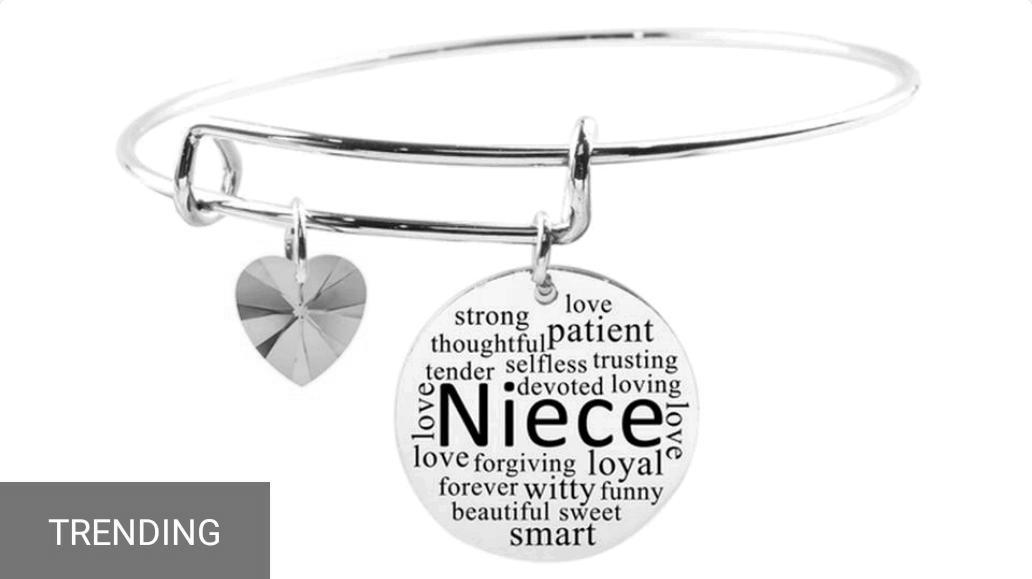 love
strong
patient
thoughtful
selfless trusting
tender
devoted loving
love
Niece
love
love forgiving loyal
forever witty funny
beautiful sweet
smart
TRENDING